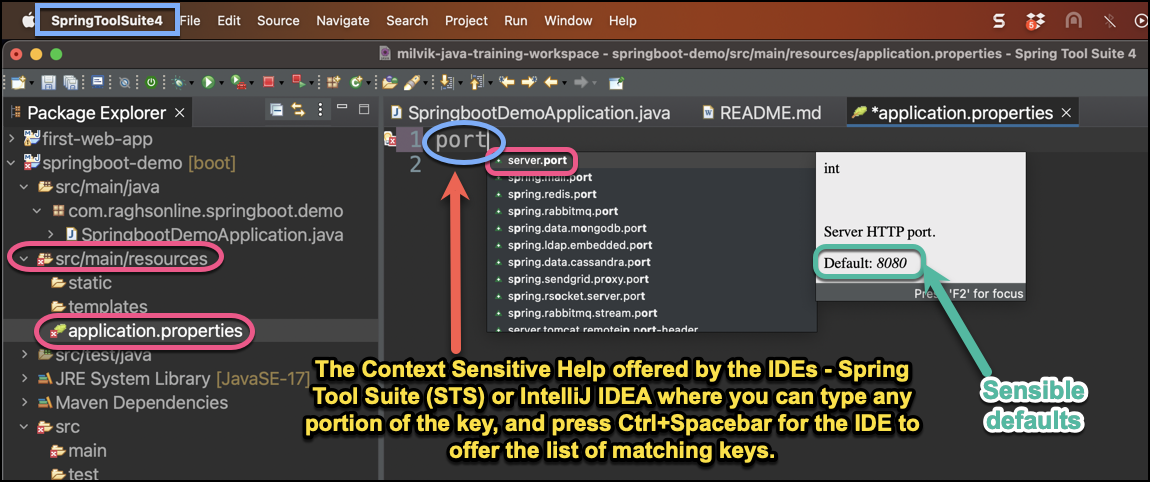 SpringToolSuite4 File Edit Source Navigate Search Project Run Window Help
5
milvik-java-training-workspace - springboot-demo/src/main/resources/application.properties - Spring Tool Suite 4
Package Explorer
SpringbootDemoApplication.java README.md *application.properties
first-web-app
springboot-demo [boot]
src/main/java
com.raghsonline.springboot.demo
SpringbootDemoApplication.java
src/main/resources
static
templates
application.properties
src/test/java
JRE System Library [JavaSE-17]
Maven Dependencies
src
main
test
1 port
2
server.port
spring.mail.port
spring.redis.port
spring.rabbitmq.port
spring.data.mongodb.port
spring.ldap.embedded.port
spring.data.cassandra.port
spring.sendgrid.proxy.port
spring.rsocket.server.port
spring.rabbitmq.stream.port
server.tomcat.remoteip.port-header
int
Server HTTP port.
Default: 8080
Press 'F2' for focus
The Context Sensitive Help offered by the IDEs - Spring
Tool Suite (STS) or IntelliJ IDEA where you can type any
portion of the key, and press Ctrl+Spacebar for the IDE to
offer the list of matching keys.
Sensible
defaults